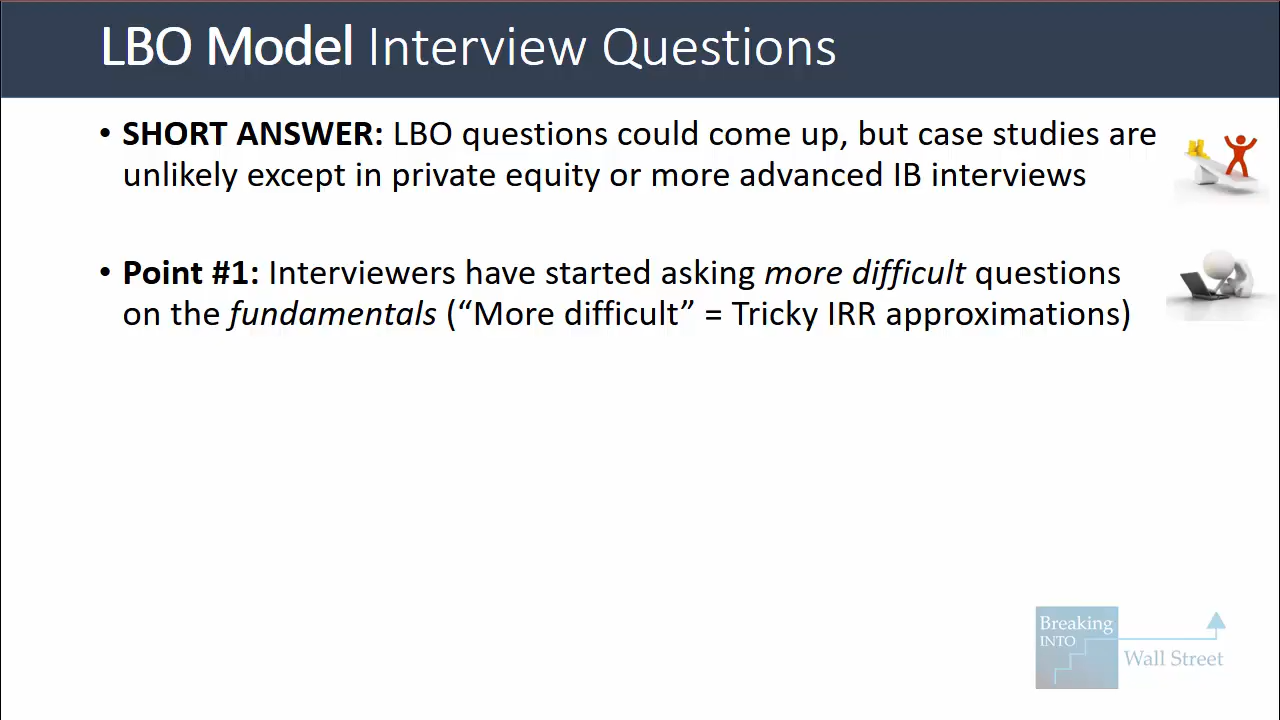 LBO Model Interview Questions
• SHORT ANSWER: LBO questions could come up, but case studies are
unlikely except in private equity or more advanced IB interviews
• Point #1: Interviewers have started asking more difficult questions
on the fundamentals (“More difficult” = Tricky IRR approximations)
Breaking
INTO
Wall Street